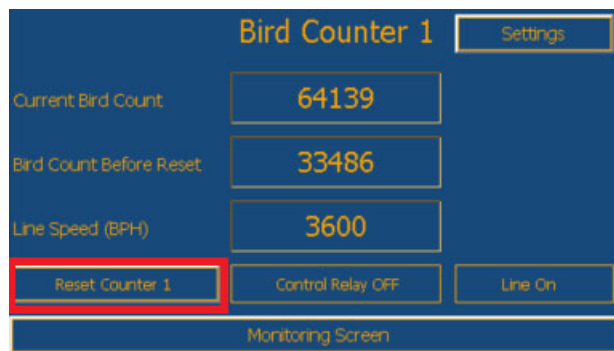 Bird Counter 1 Settings
Current Bird Count 64139
Bird Count Before Reset 33486
Line Speed (BPH) 3600
Reset Counter 1 Control Relay OFF Line On
Monitoring Screen